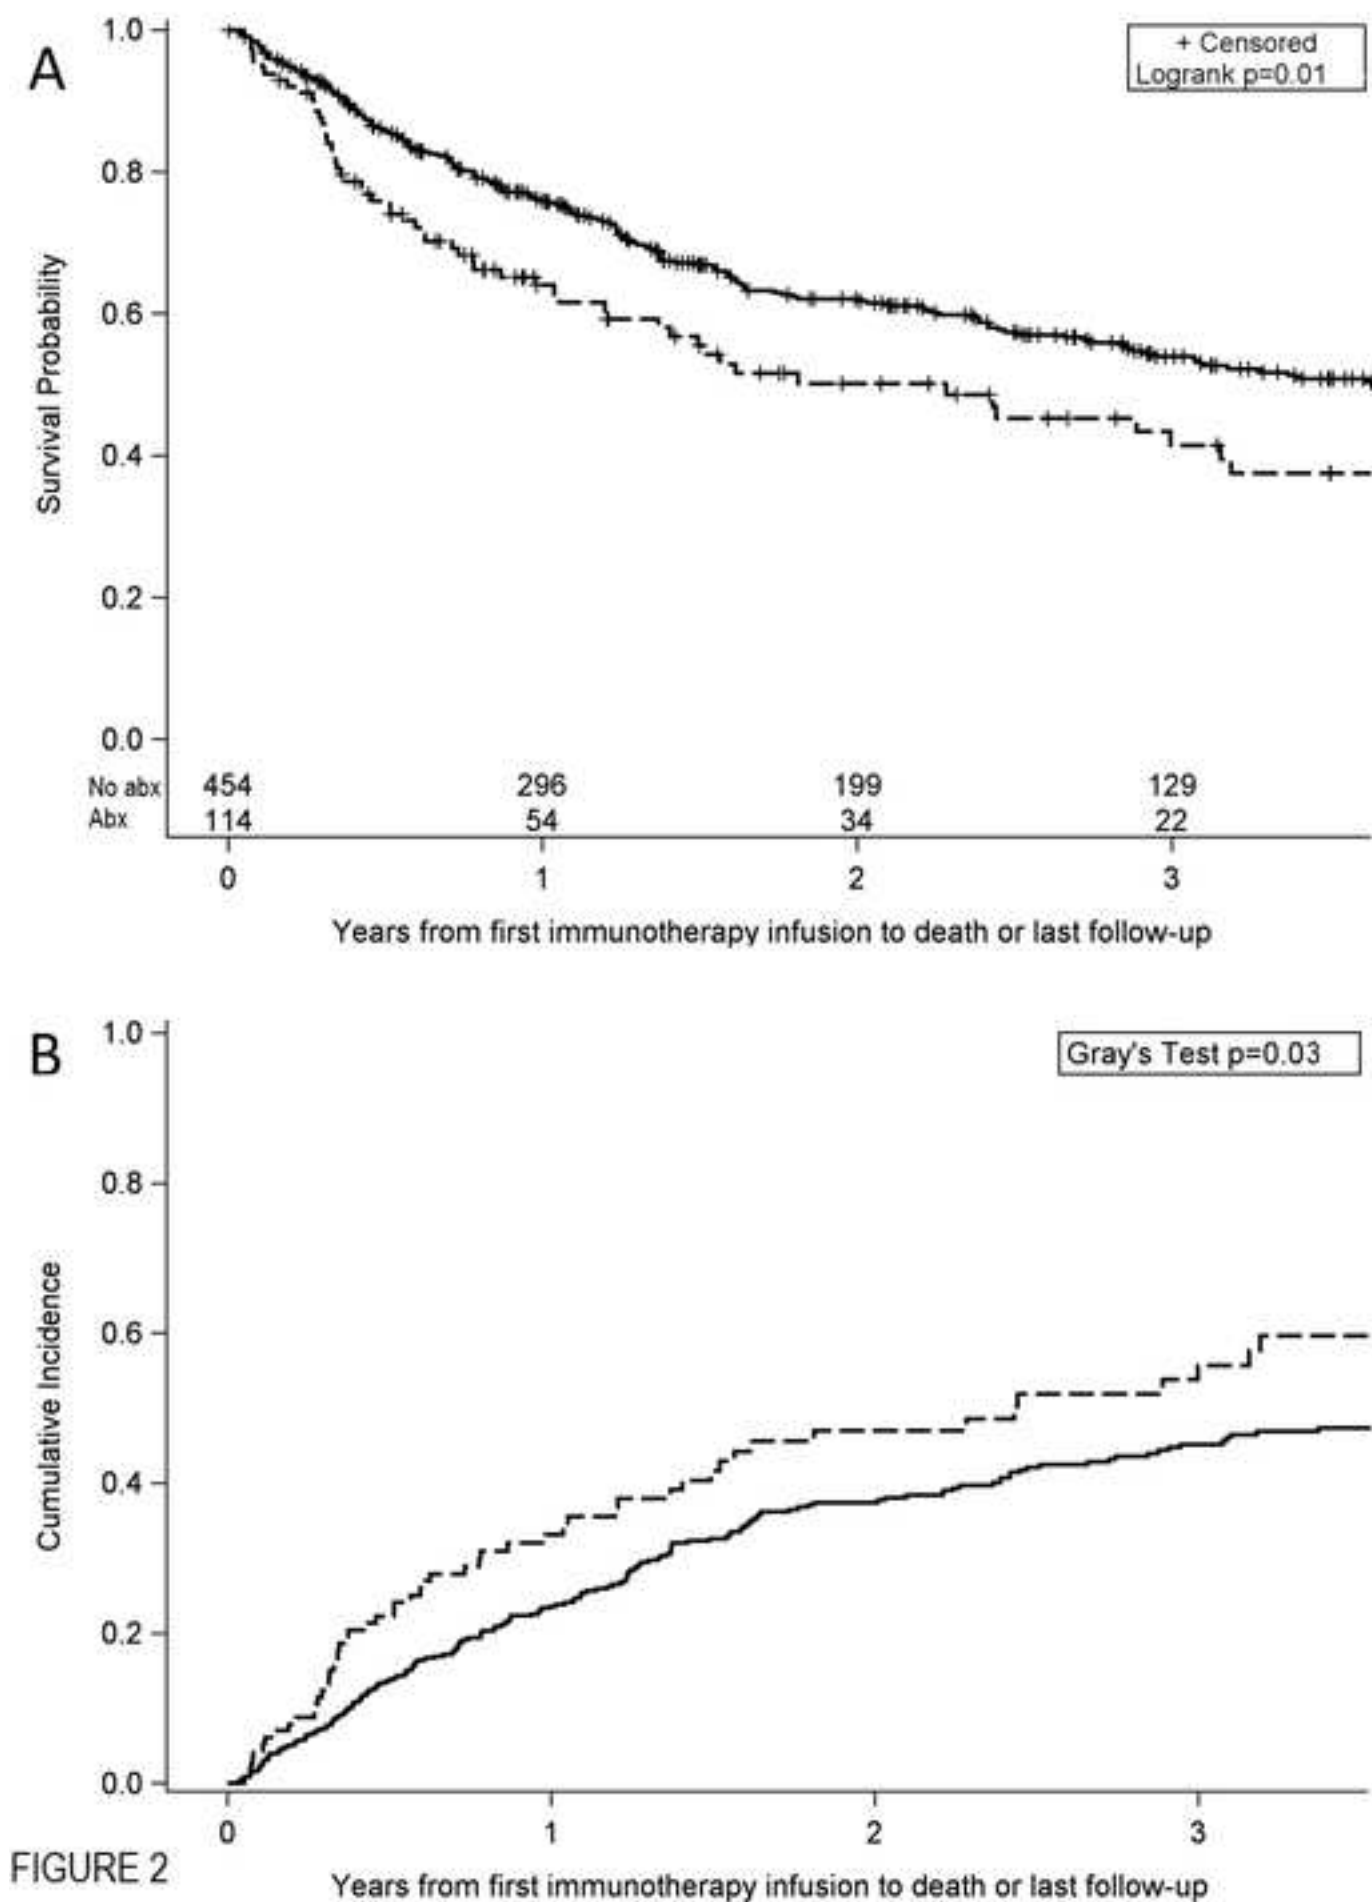 A
+ Censored
Logrank p=0.01
1.0
0.8
0.6
0.4
0.2
0.0
Survival Probability
No abx 454 296 199 129
Abx 114 54 34 22
0 1 2 3
Years from first immunotherapy infusion to death or last follow-up
B
Gray's Test p=0.03
1.0
0.8
0.6
0.4
0.2
0.0
Cumulative Incidence
0 1 2 3
FIGURE 2
Years from first immunotherapy infusion to death or last follow-up